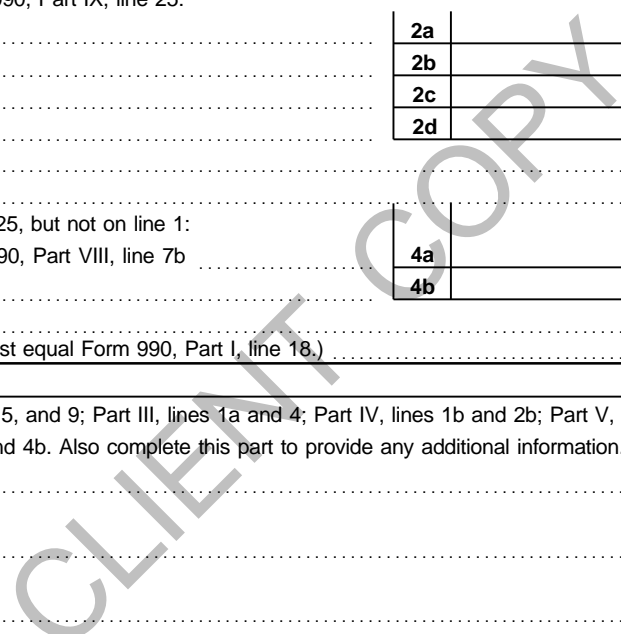 990, Part IX, line 25:
2a
2b
2c
2d
25, but not on line 1:
90, Part VIII, line 7b
4a
4b
st equal Form 990, Part I, line 18.)
5, and 9; Part III, lines 1a and 4; Part IV, lines 1b and 2b; Part V,
nd 4b. Also complete this part to provide any additional information.
CLIENT COPY